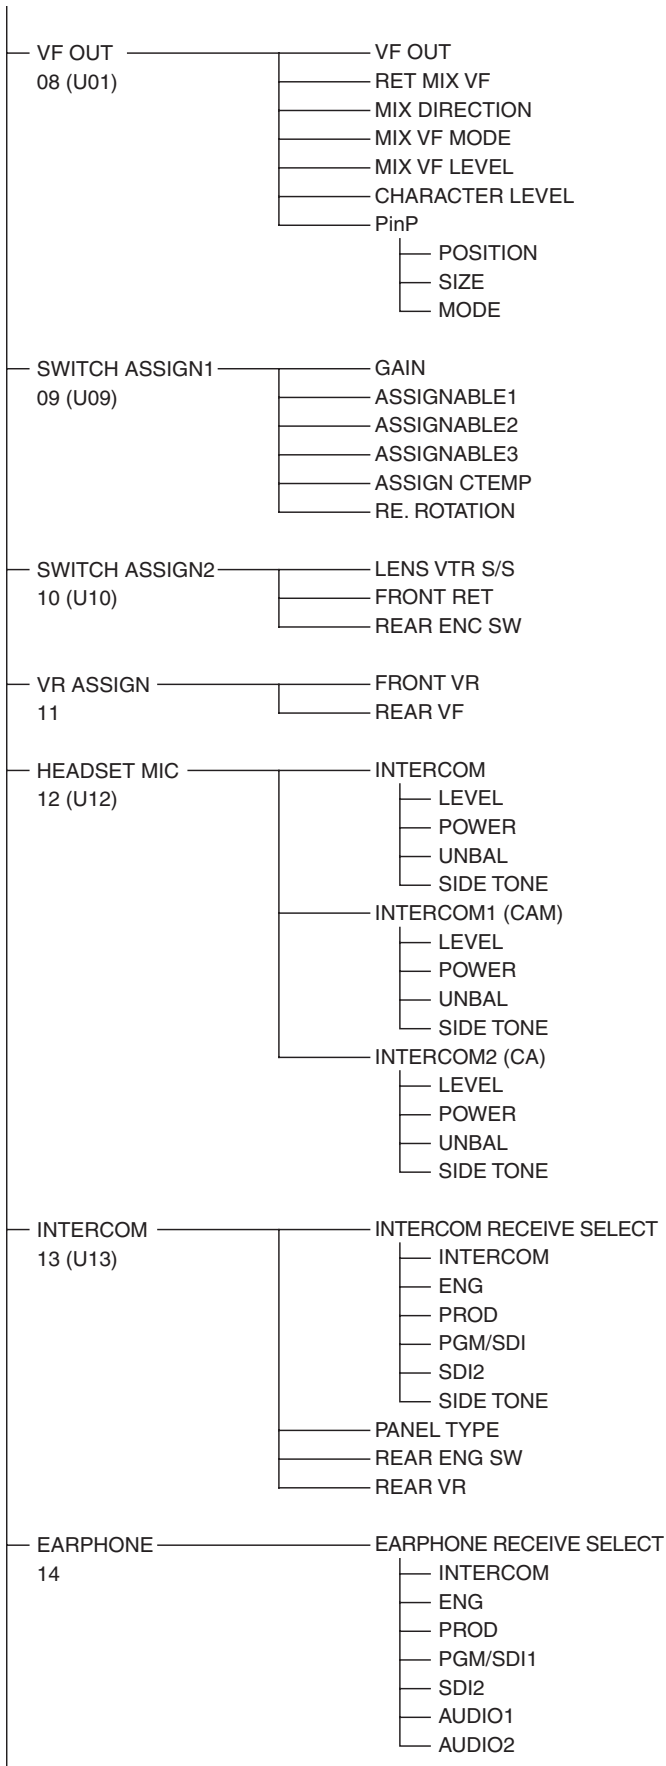 VF OUT
08 (U01)
VF OUT
RET MIX VF
MIX DIRECTION
MIX VF MODE
MIX VF LEVEL
CHARACTER LEVEL
PinP
POSITION
SIZE
MODE
SWITCH ASSIGN1
09 (U09)
GAIN
ASSIGNABLE1
ASSIGNABLE2
ASSIGNABLE3
ASSIGN CTEMP
RE. ROTATION
SWITCH ASSIGN2
10 (U10)
LENS VTR S/S
FRONT RET
REAR ENC SW
VR ASSIGN
11
FRONT VR
REAR VF
HEADSET MIC
12 (U12)
INTERCOM
LEVEL
POWER
UNBAL
SIDE TONE
INTERCOM1 (CAM)
LEVEL
POWER
UNBAL
SIDE TONE
INTERCOM2 (CA)
LEVEL
POWER
UNBAL
SIDE TONE
INTERCOM
13 (U13)
INTERCOM RECEIVE SELECT
INTERCOM
ENG
PROD
PGM/SDI
SDI2
SIDE TONE
PANEL TYPE
REAR ENG SW
REAR VR
EARPHONE
14
EARPHONE RECEIVE SELECT
INTERCOM
ENG
PROD
PGM/SDI1
SDI2
AUDIO1
AUDIO2